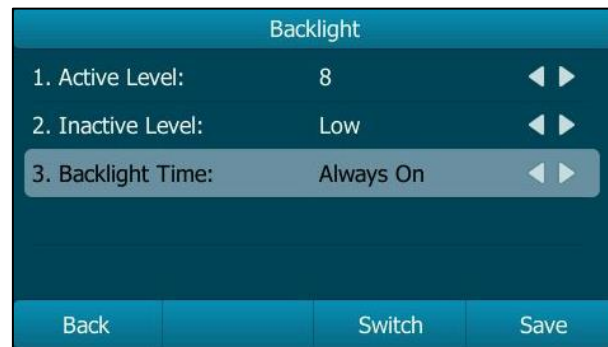 Backlight
1. Active Level: 8
2. Inactive Level: Low
3. Backlight Time: Always On
Back Switch Save